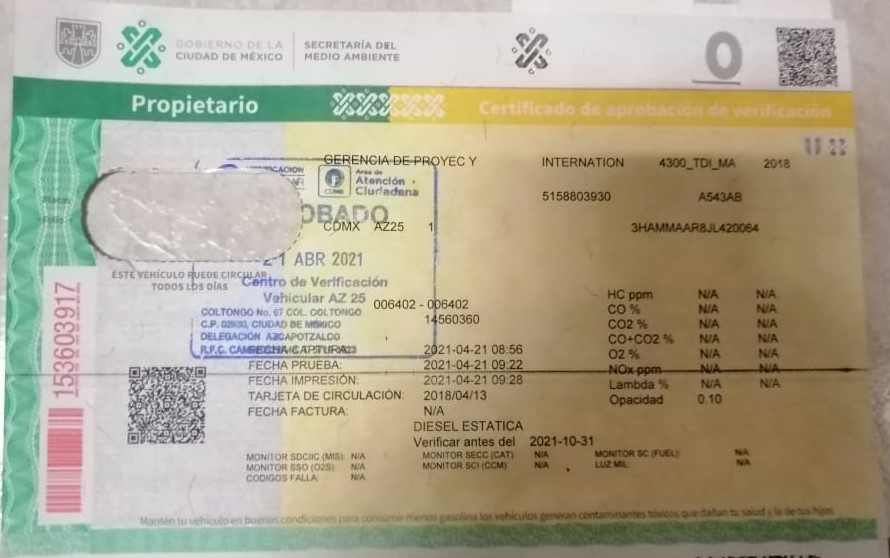 GOBIERNO DE LA
CIUDAD DE MÉXICO
SECRETARÍA DEL
MEDIO AMBIENTE
0
Propietario
Certificado de aprobación de verificación
GERENCIA DE PROYEC Y
INTERNATION 4300_TDI_MA 2018
Área de
Atención
Ciudadana
5158803930 A543AB
Placas
Folio
OBADO
CDMX AZ25 1
3HAMMAAR8JL420064
21 ABR 2021
ESTE VEHÍCULO PUEDE CIRCULAR
TODOS LOS DÍAS
Centro de Verificación
Vehicular AZ 25
COLTONGO No. 67 COL. COLTONGO
C.P. 02630, CIUDAD DE MÉXICO
DELEGACIÓN AZCAPOTZALCO
006402 - 006402
14560360
HC ppm N/A N/A
CO % N/A N/A
CO2 % N/A N/A
CO+CO2 % N/A N/A
O2 % N/A N/A
NOx ppm N/A N/A
Lambda % N/A N/A
Opacidad 0.10
153603917
FECHA CAPTURA: 2021-04-21 08:56
FECHA PRUEBA: 2021-04-21 09:22
FECHA IMPRESIÓN: 2021-04-21 09:28
TARJETA DE CIRCULACIÓN: 2018/04/13
FECHA FACTURA: N/A
DIESEL ESTATICA
Verificar antes del 2021-10-31
MONITOR SDCIIC (MIS): N/A MONITOR SECC (CAT): N/A MONITOR SC (FUEL): N/A
MONITOR SSO (O2S): N/A MONITOR SCI (CCM): N/A LUZ MIL: N/A
CODIGOS FALLA: N/A
Mantén tu vehículo en buenas condiciones para consumir menos gasolina los vehículos generan contaminantes tóxicos que dañan tu salud y la de tus hijos